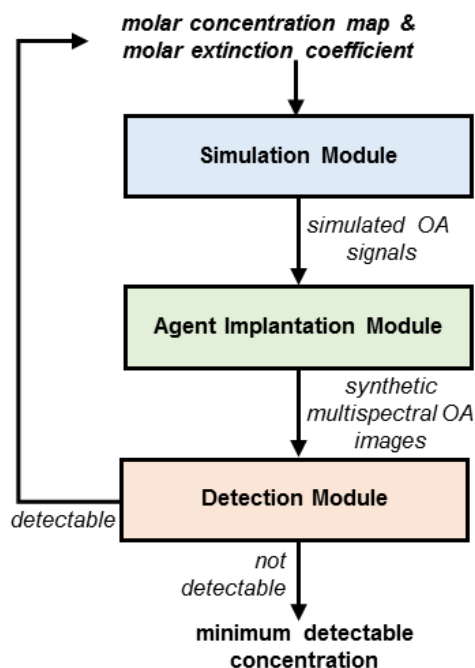 molar concentration map &
molar extinction coefficient
Simulation Module
simulated OA
signals
Agent Implantation Module
synthetic
multispectral OA
images
Detection Module
detectable
not
detectable
minimum detectable
concentration